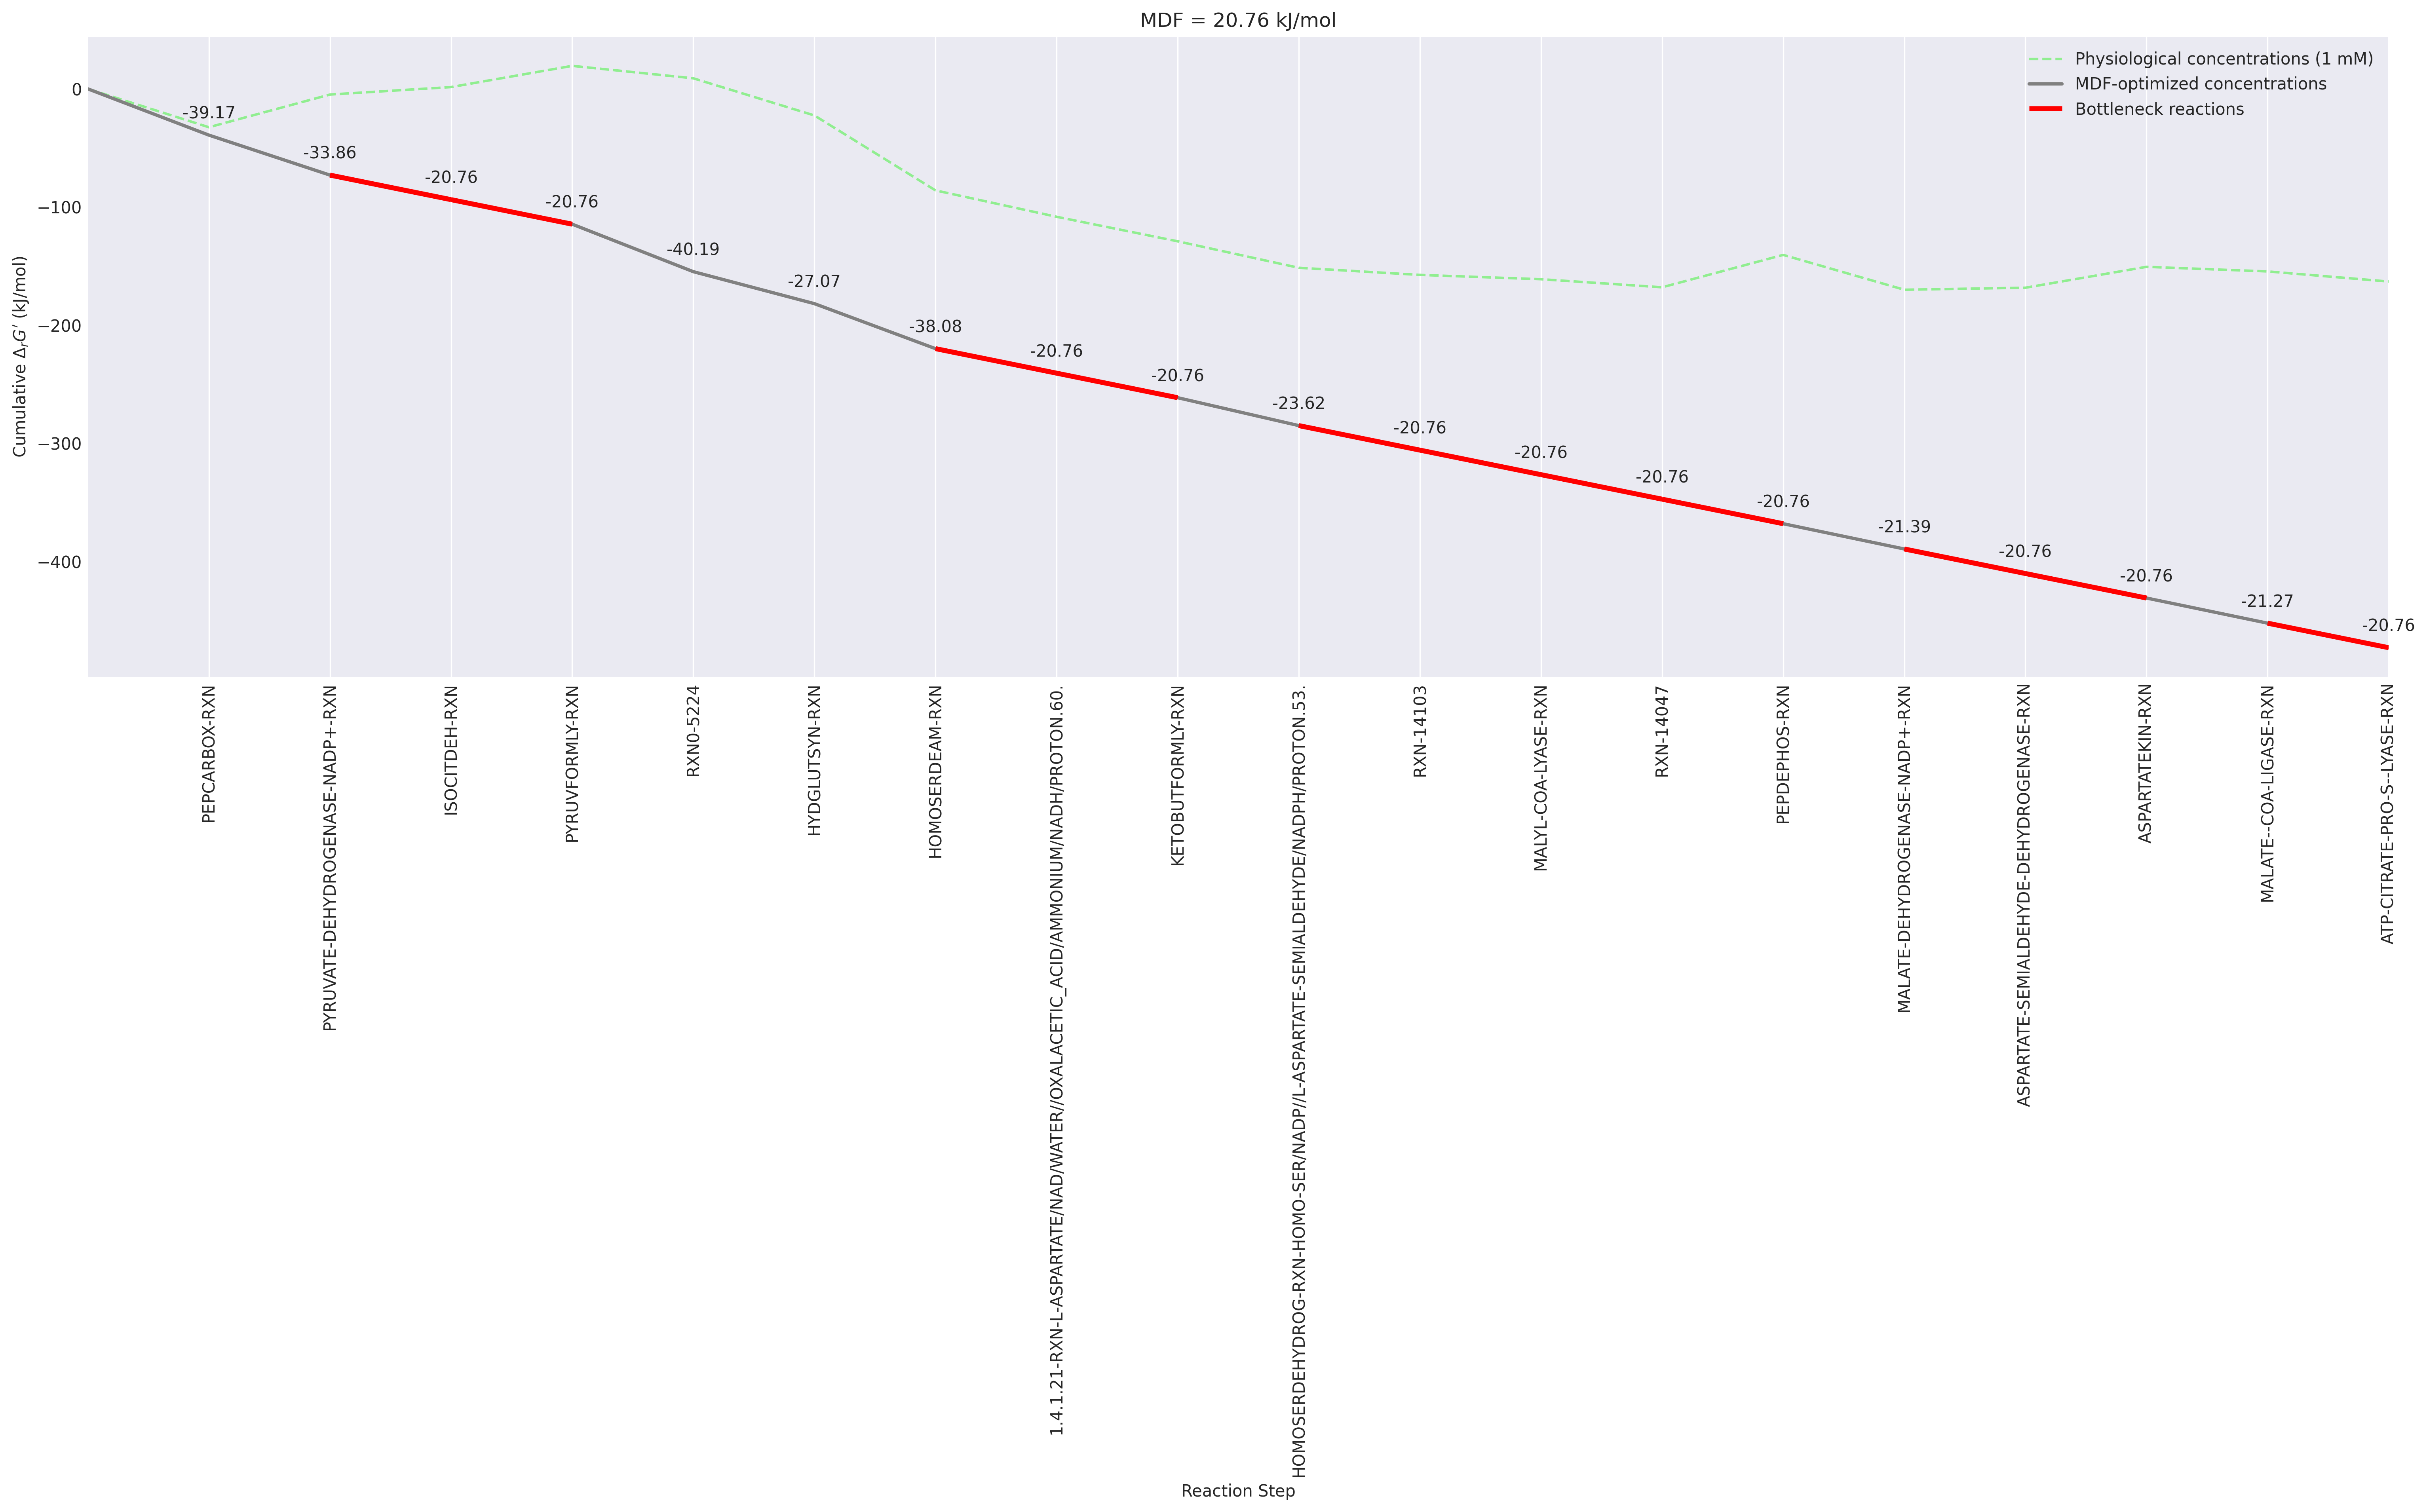 MDF = 20.76 kJ/mol
Physiological concentrations (1 mM)
MDF-optimized concentrations
Bottleneck reactions
Cumulative ΔrG′ (kJ/mol)
0
−100
−200
−300
−400
-39.17
-33.86
-20.76
-20.76
-40.19
-27.07
-38.08
-20.76
-20.76
-23.62
-20.76
-20.76
-20.76
-20.76
-21.39
-20.76
-20.76
-21.27
-20.76
PEPCARBOX-RXN
PYRUVATE-DEHYDROGENASE-NADP+-RXN
ISOCITDEH-RXN
PYRUVFORMLY-RXN
RXN0-5224
HYDGLUTSYN-RXN
HOMOSERDEAM-RXN
1.4.1.21-RXN-L-ASPARTATE/NAD/WATER//OXALACETIC_ACID/AMMONIUM/NADH/PROTON.60.
KETOBUTFORMLY-RXN
HOMOSERDEHYDROG-RXN-HOMO-SER/NADP//L-ASPARTATE-SEMIALDEHYDE/NADPH/PROTON.53.
RXN-14103
MALYL-COA-LYASE-RXN
RXN-14047
PEPDEPHOS-RXN
MALATE-DEHYDROGENASE-NADP+-RXN
ASPARTATE-SEMIALDEHYDE-DEHYDROGENASE-RXN
ASPARTATEKIN-RXN
MALATE--COA-LIGASE-RXN
ATP-CITRATE-PRO-S--LYASE-RXN
Reaction Step